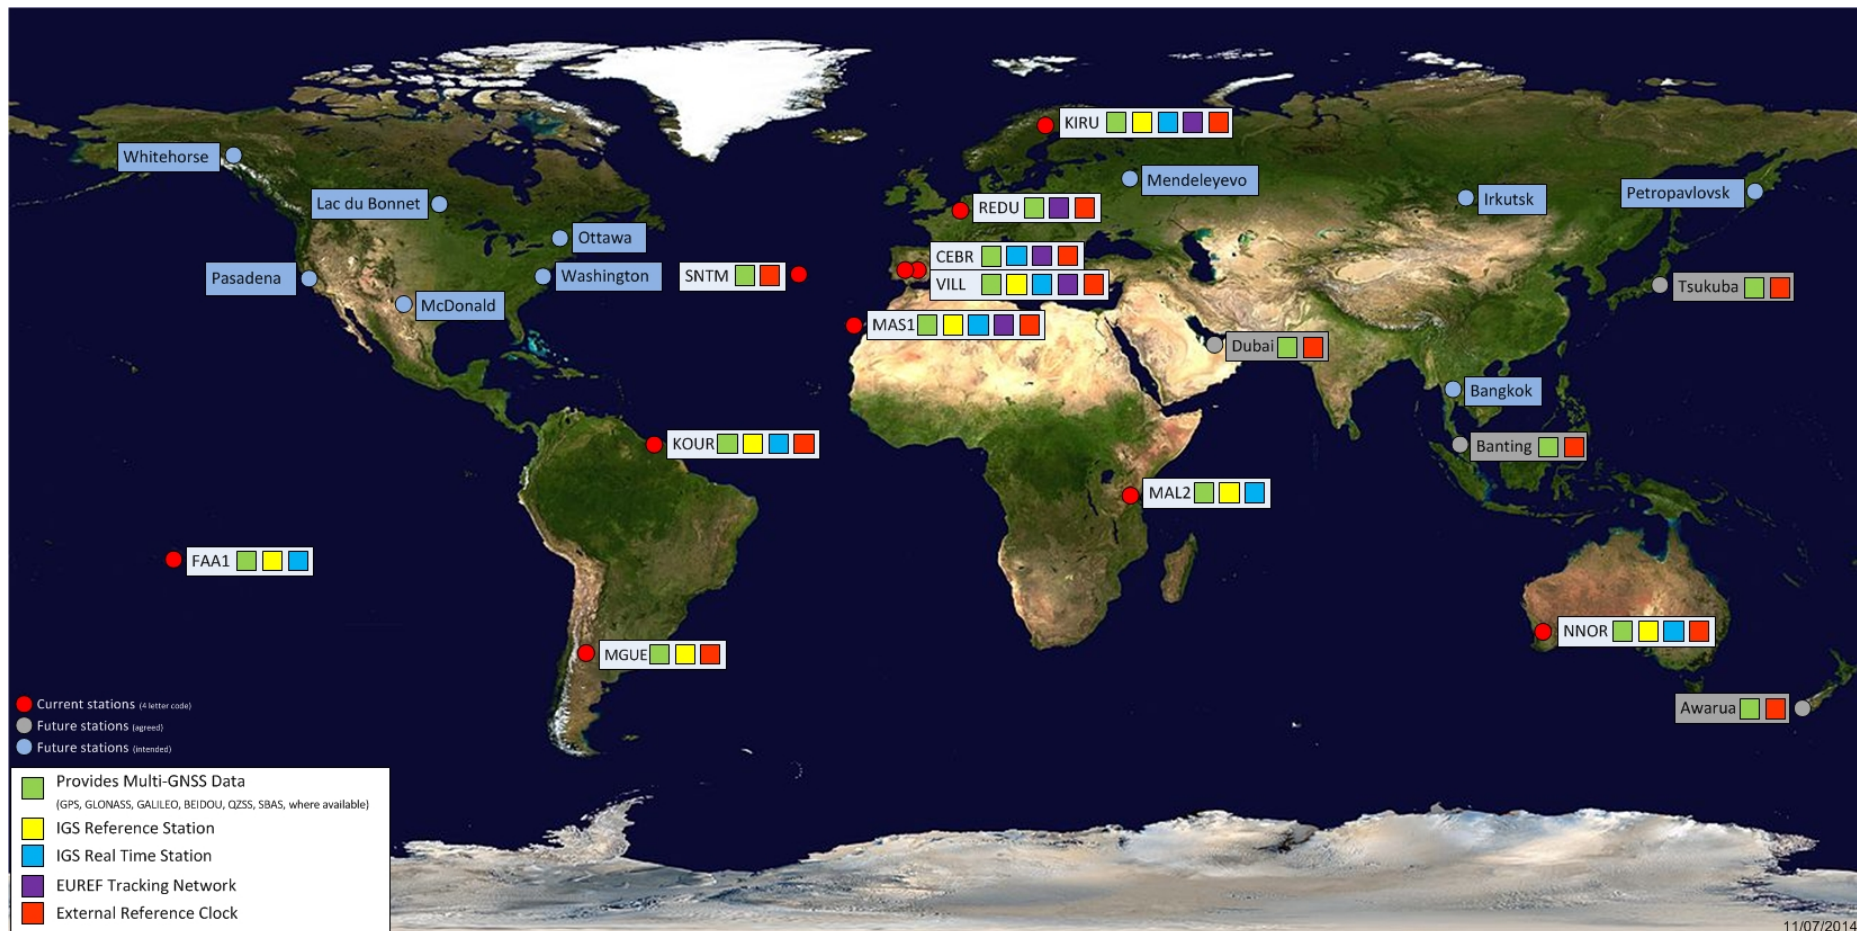 KIRU
Whitehorse
Mendeleyevo
Lac du Bonnet
REDU
Irkutsk
Petropavlovsk
Ottawa
CEBR
Pasadena
Washington
SNTM
VILL
Tsukuba
McDonald
MAS1
Dubai
Bangkok
KOUR
Banting
MAL2
FAA1
NNOR
MGUE
Awarua
Current stations (4 letter code)
Future stations (agreed)
Future stations (intended)
Provides Multi-GNSS Data
(GPS, GLONASS, GALILEO, BEIDOU, QZSS, SBAS, where available)
IGS Reference Station
IGS Real Time Station
EUREF Tracking Network
External Reference Clock
11/07/2014